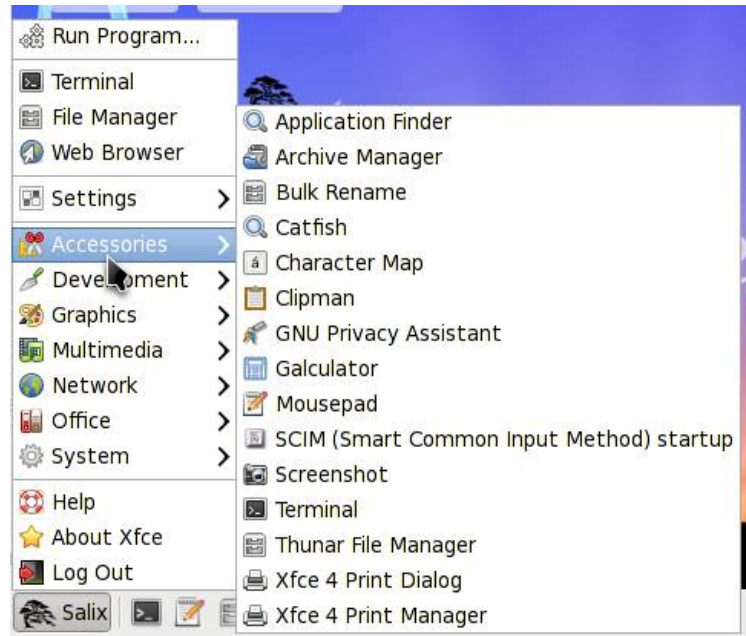 Run Program...
Terminal
File Manager
Web Browser
Settings
Accessories
Development
Graphics
Multimedia
Network
Office
System
Help
About Xfce
Log Out
Salix
Application Finder
Archive Manager
Bulk Rename
Catfish
á Character Map
Clipman
GNU Privacy Assistant
Galculator
Mousepad
SCIM (Smart Common Input Method) startup
Screenshot
Terminal
Thunar File Manager
Xfce 4 Print Dialog
Xfce 4 Print Manager